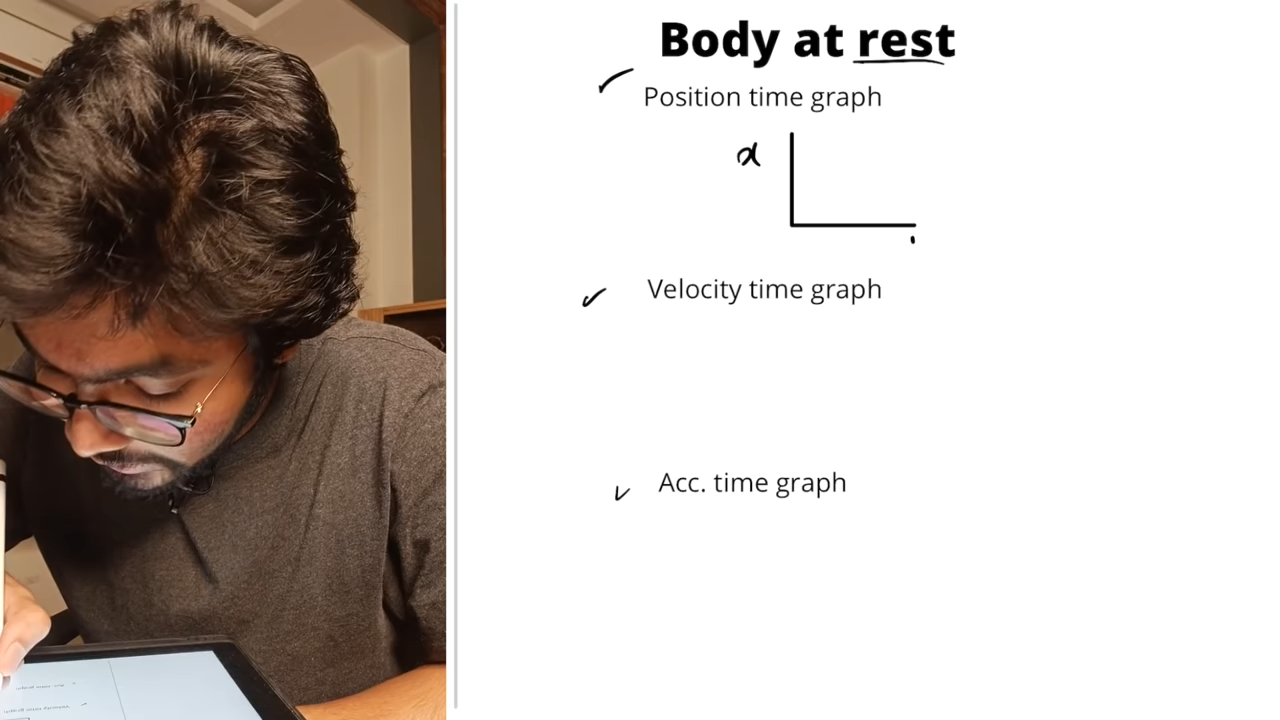 Body at rest
Position time graph
x
Velocity time graph
Acc. time graph